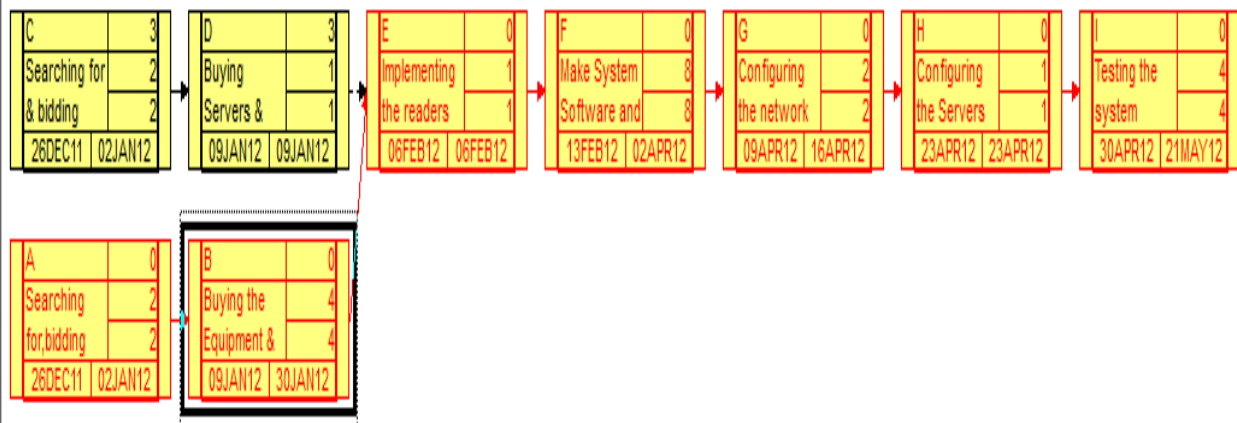 C 3
Searching for 2
& bidding 2
26DEC11 02JAN12
D 3
Buying 1
Servers & 1
09JAN12 09JAN12
E 0
Implementing 1
the readers 1
06FEB12 06FEB12
F 0
Make System 8
Software and 8
13FEB12 02APR12
G 0
Configuring 2
the network 2
09APR12 16APR12
H 0
Configuring 1
the Servers 1
23APR12 23APR12
I 0
Testing the 4
system 4
30APR12 21MAY12
A 0
Searching 2
for,bidding 2
26DEC11 02JAN12
B 0
Buying the 4
Equipment & 4
09JAN12 30JAN12